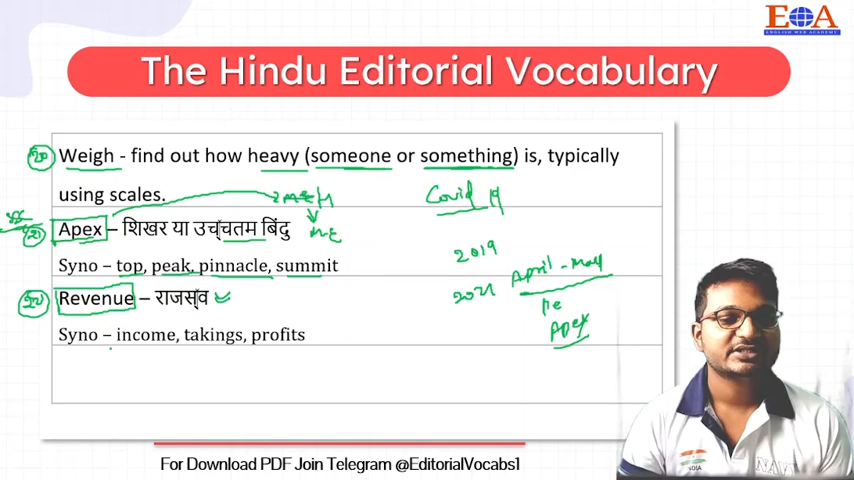 EOA
ENGLISH WEB ACADEMY
The Hindu Editorial Vocabulary
Weigh - find out how heavy (someone or something) is, typically
using scales.
Covid 19
Apex – शिखर या उच्चतम बिंदु
2019
Syno – top, peak, pinnacle, summit
April - May
2021
Revenue – राजस्व
Apex
Syno – income, takings, profits
INDIA
NAVY
For Download PDF Join Telegram @EditorialVocabs1